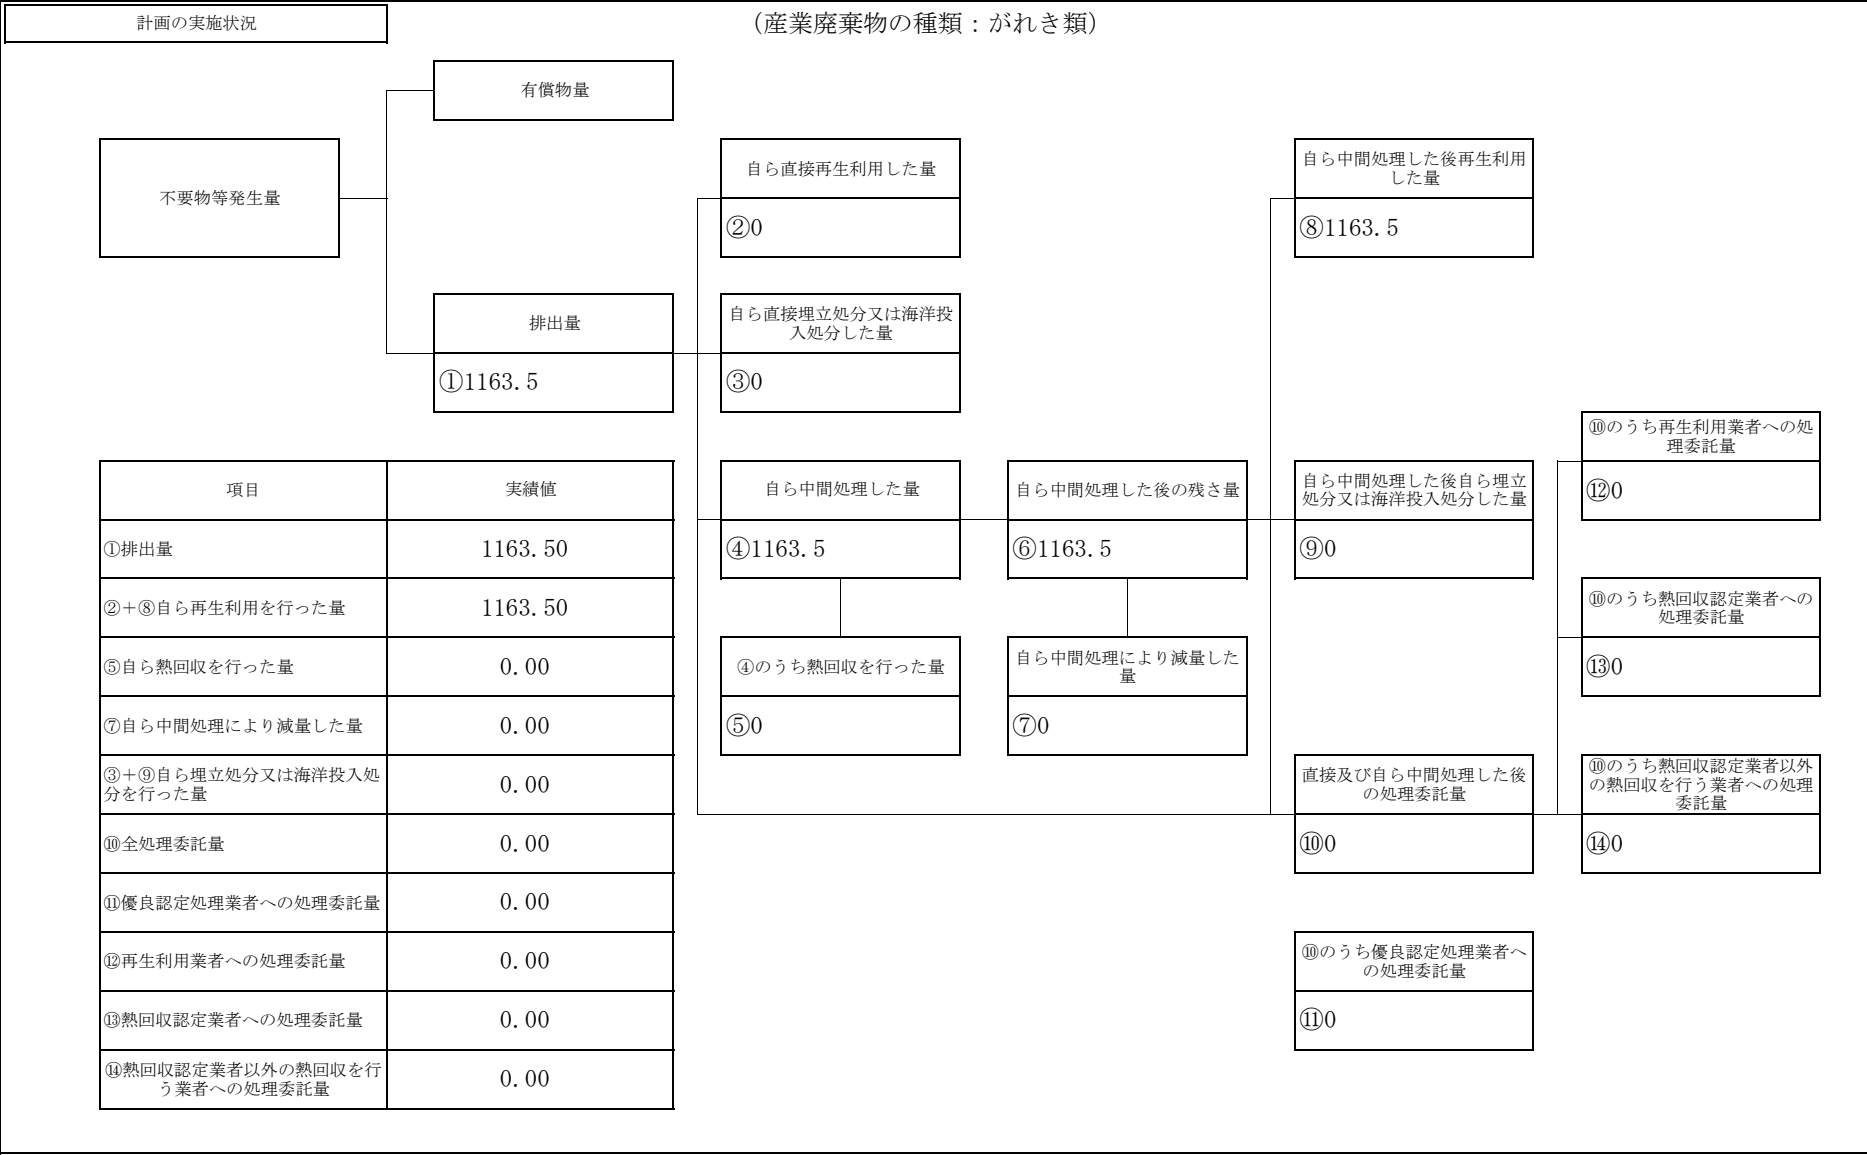 計画の実施状況
（産業廃棄物の種類：がれき類）
有償物量
不要物等発生量
自ら直接再生利用した量
②0
自ら中間処理した後再生利用
した量
⑧1163.5
排出量
①1163.5
自ら直接埋立処分又は海洋投
入処分した量
③0
⑩のうち再生利用業者への処
理委託量
⑫0
自ら中間処理した量
④1163.5
自ら中間処理した後の残さ量
⑥1163.5
自ら中間処理した後自ら埋立
処分又は海洋投入処分した量
⑨0
⑩のうち熱回収認定業者への
処理委託量
⑬0
④のうち熱回収を行った量
⑤0
自ら中間処理により減量した
量
⑦0
直接及び自ら中間処理した後
の処理委託量
⑩0
⑩のうち熱回収認定業者以外
の熱回収を行う業者への処理
委託量
⑭0
⑩のうち優良認定処理業者へ
の処理委託量
⑪0
項目 実績値
①排出量 1163.50
②＋⑧自ら再生利用を行った量 1163.50
⑤自ら熱回収を行った量 0.00
⑦自ら中間処理により減量した量 0.00
③＋⑨自ら埋立処分又は海洋投入処
分を行った量 0.00
⑩全処理委託量 0.00
⑪優良認定処理業者への処理委託量 0.00
⑫再生利用業者への処理委託量 0.00
⑬熱回収認定業者への処理委託量 0.00
⑭熱回収認定業者以外の熱回収を行
う業者への処理委託量 0.00